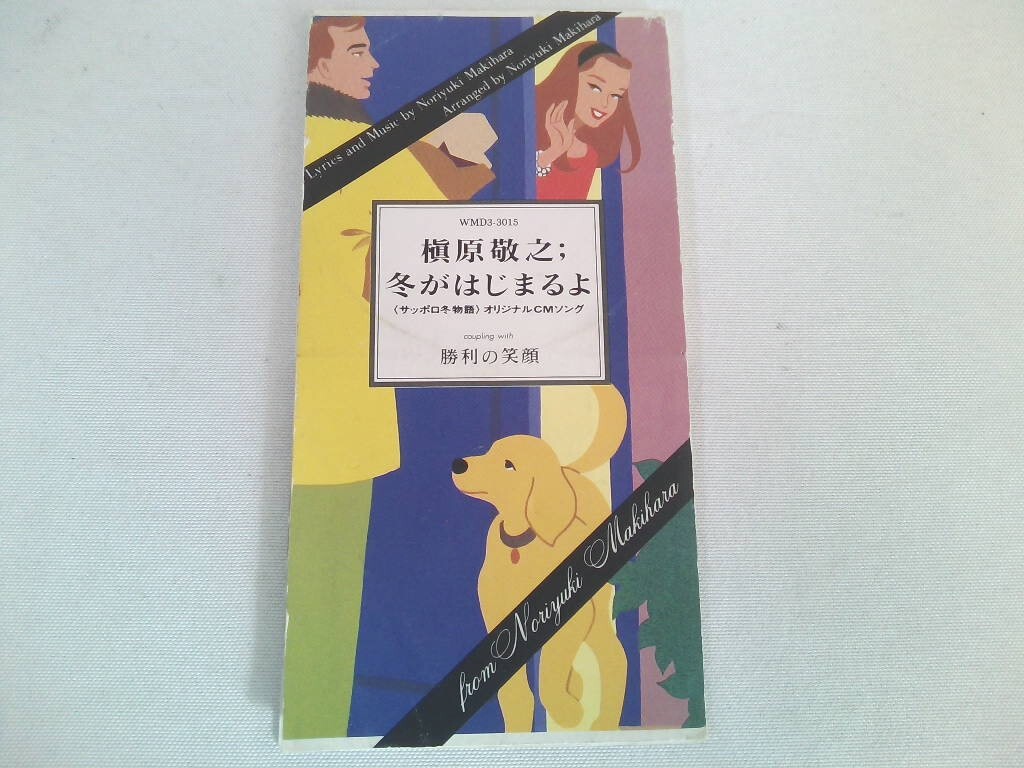 Lyrics and Music by Noriyuki Makihara
Arranged by Noriyuki Makihara
WMD3-3015
槇原敬之;
冬がはじまるよ
〈サッポロ冬物語〉オリジナルCMソング
coupling with
勝利の笑顔
from Noriyuki Makihara